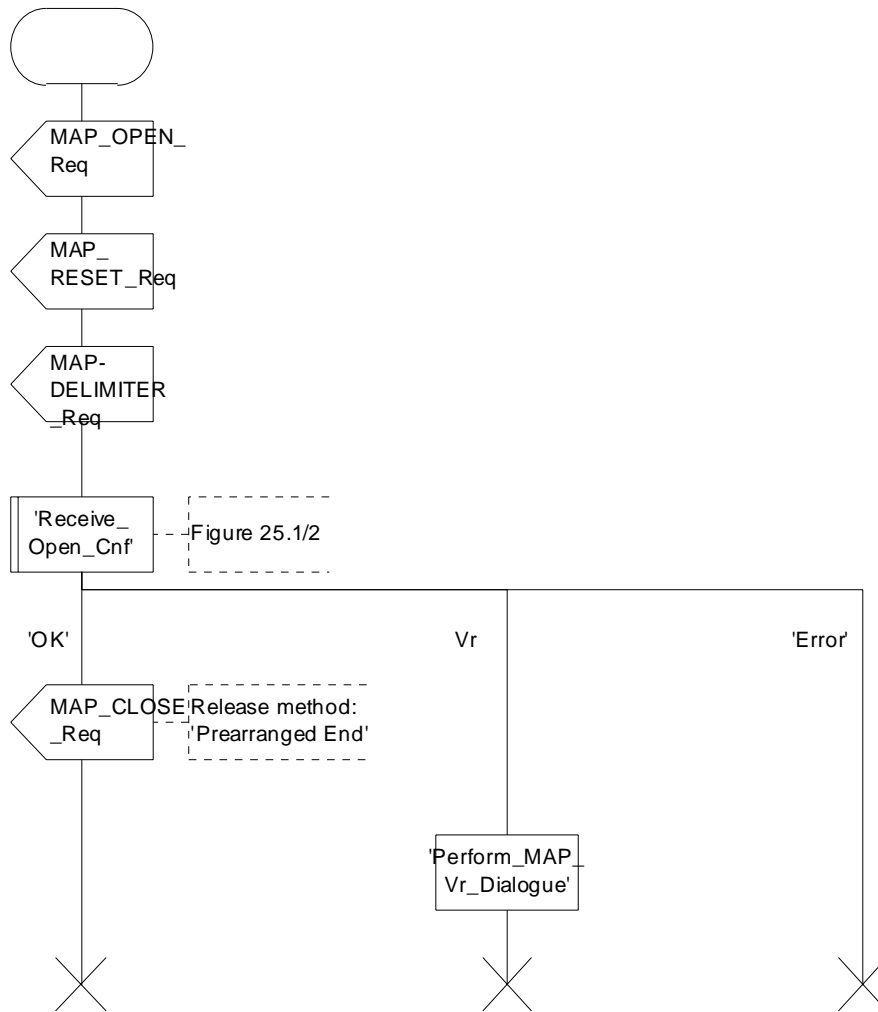 MAP_OPEN_
Req
MAP_
RESET_Req
MAP-
DELIMITER
_Req
'Receive_
Open_Cnf'
Figure 25.1/2
'OK'
Vr
'Error'
MAP_CLOSE
_Req
Release method:
'Prearranged End'
'Perform_MAP_
Vr_Dialogue'